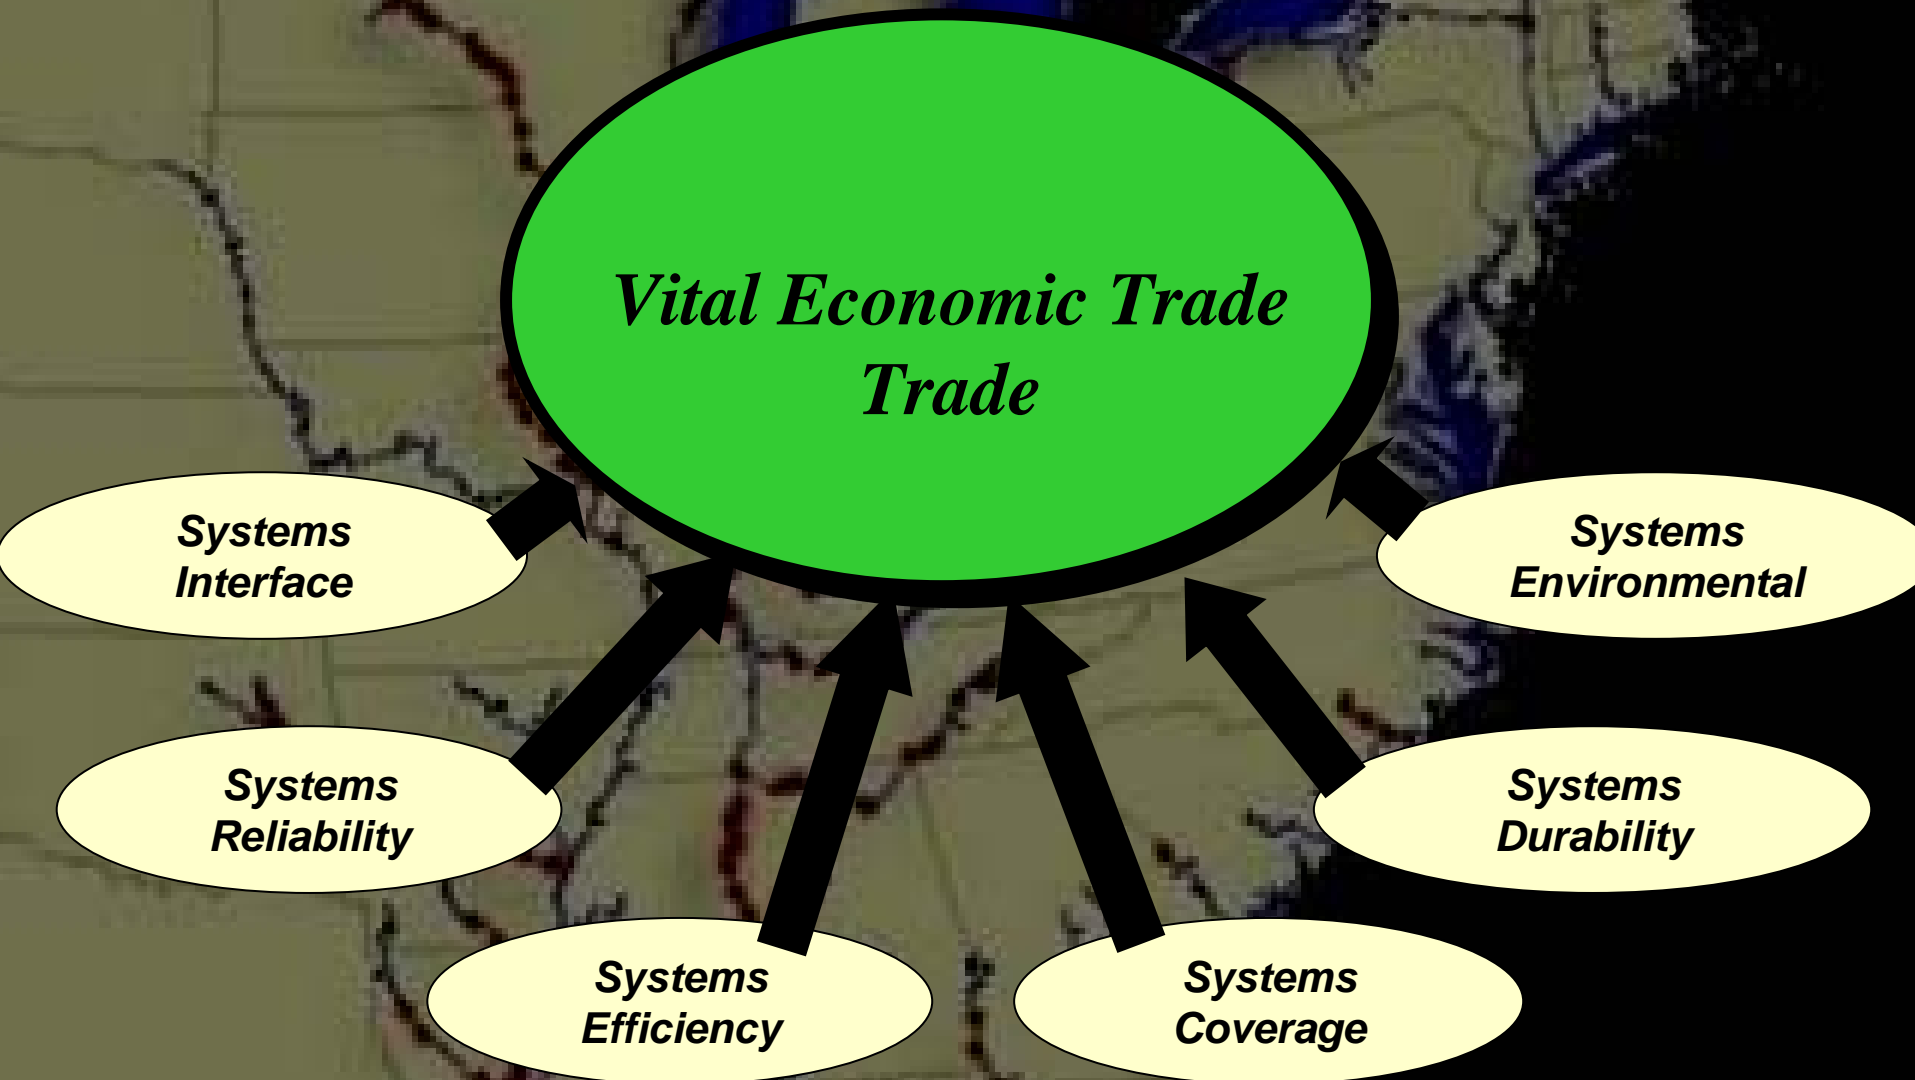 Vital Economic Trade
Trade
Systems
Interface
Systems
Environmental
Systems
Reliability
Systems
Durability
Systems
Efficiency
Systems
Coverage